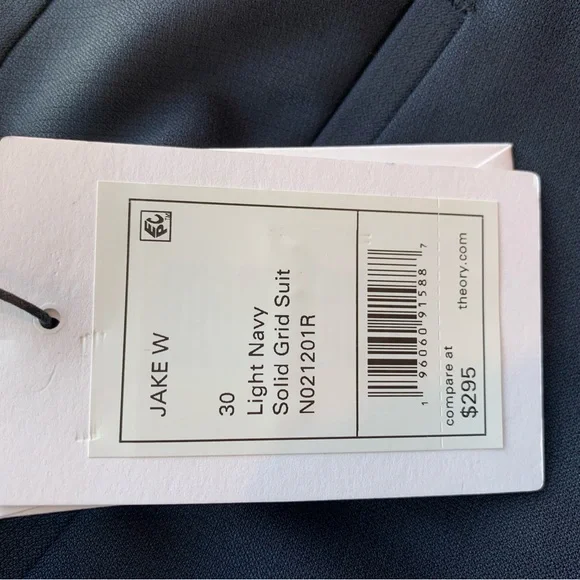 JAKE W
30
Light Navy
Solid Grid Suit
N021201R
1 96060 91588 7
compare at
$295
theory.com